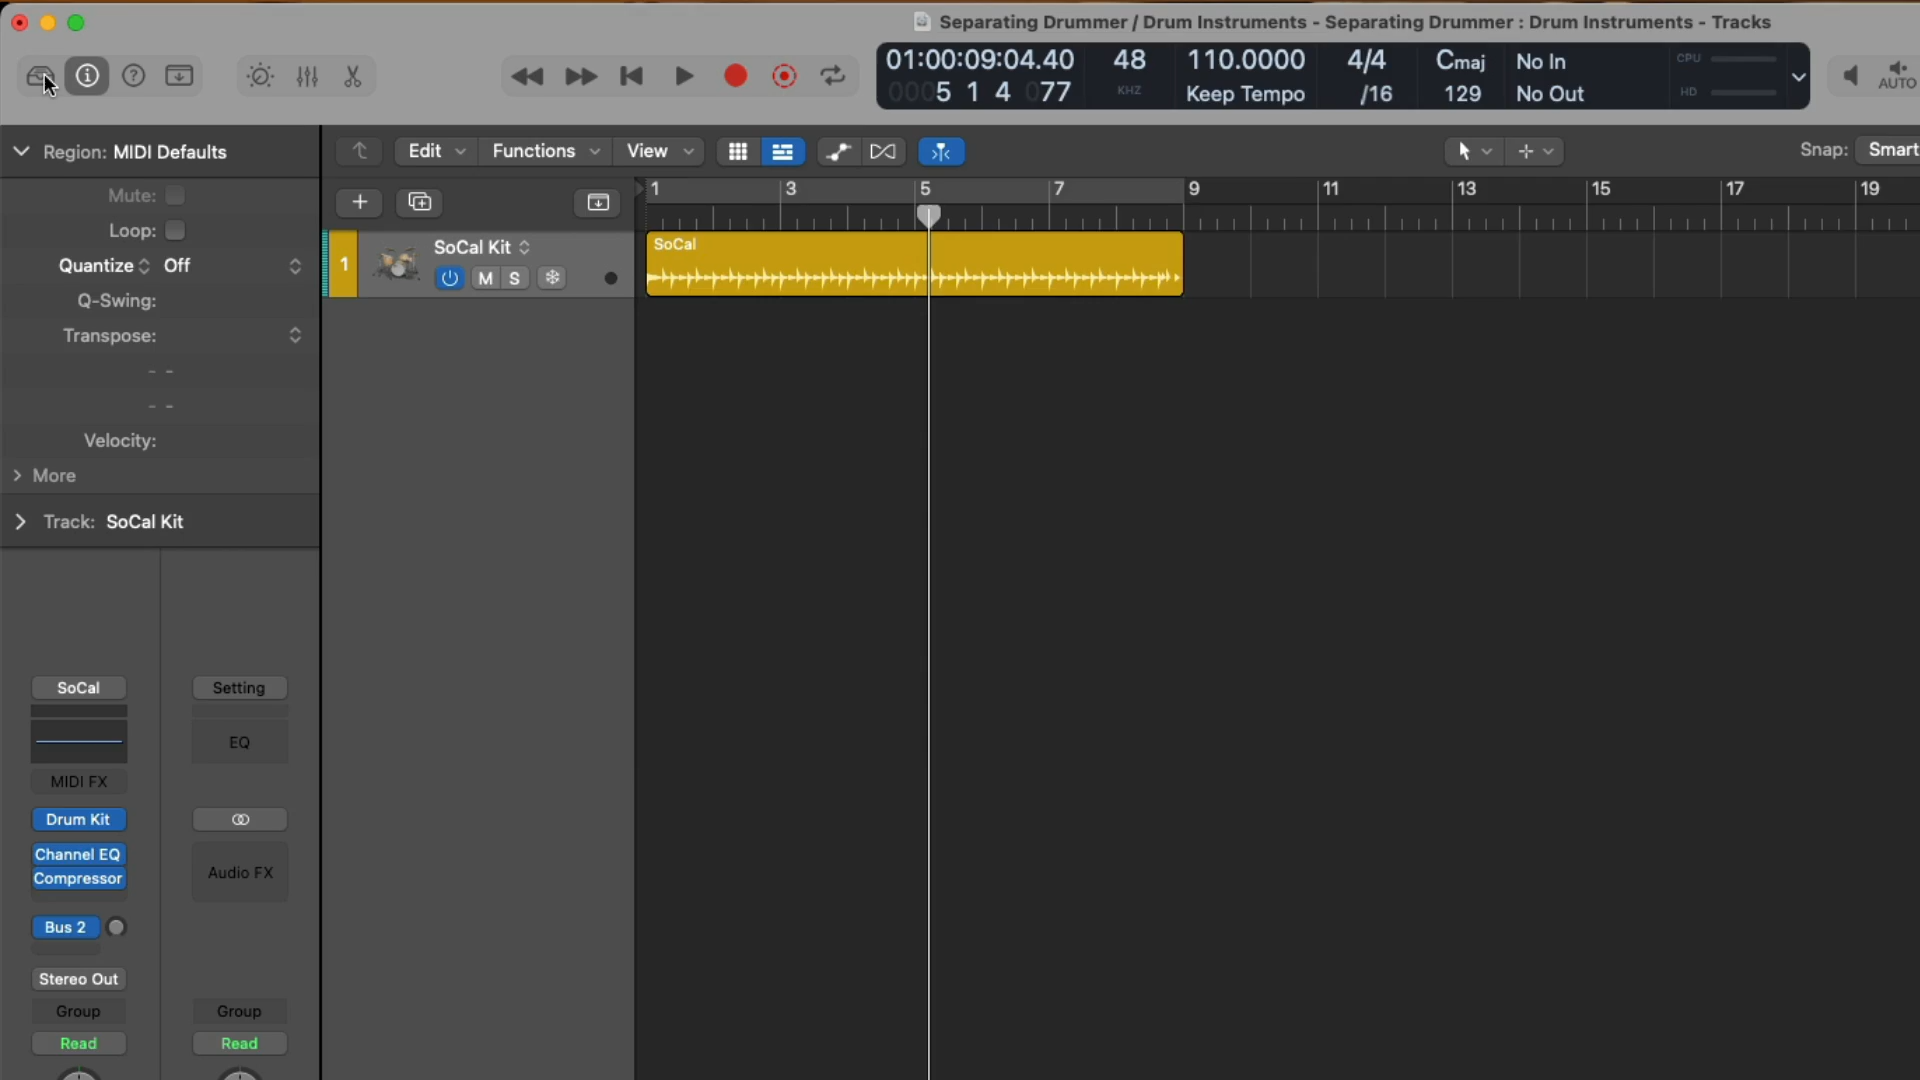 Separating Drummer / Drum Instruments - Separating Drummer : Drum Instruments - Tracks
01:00:09:04.40
48
110.0000
4/4
Cmaj
No In
CPU
0005 1 4 077
KHZ
Keep Tempo
/16
129
No Out
HD
AUTO
Region: MIDI Defaults
Edit
Functions
View
Snap: Smart
Mute:
Loop:
Quantize Off
Q-Swing:
Transpose:
- -
- -
Velocity:
More
Track: SoCal Kit
1 3 5 7 9 11 13 15 17 19
1
SoCal Kit
M S
SoCal
SoCal
Setting
EQ
MIDI FX
Drum Kit
Channel EQ
Compressor
Audio FX
Bus 2
Stereo Out
Group
Group
Read
Read